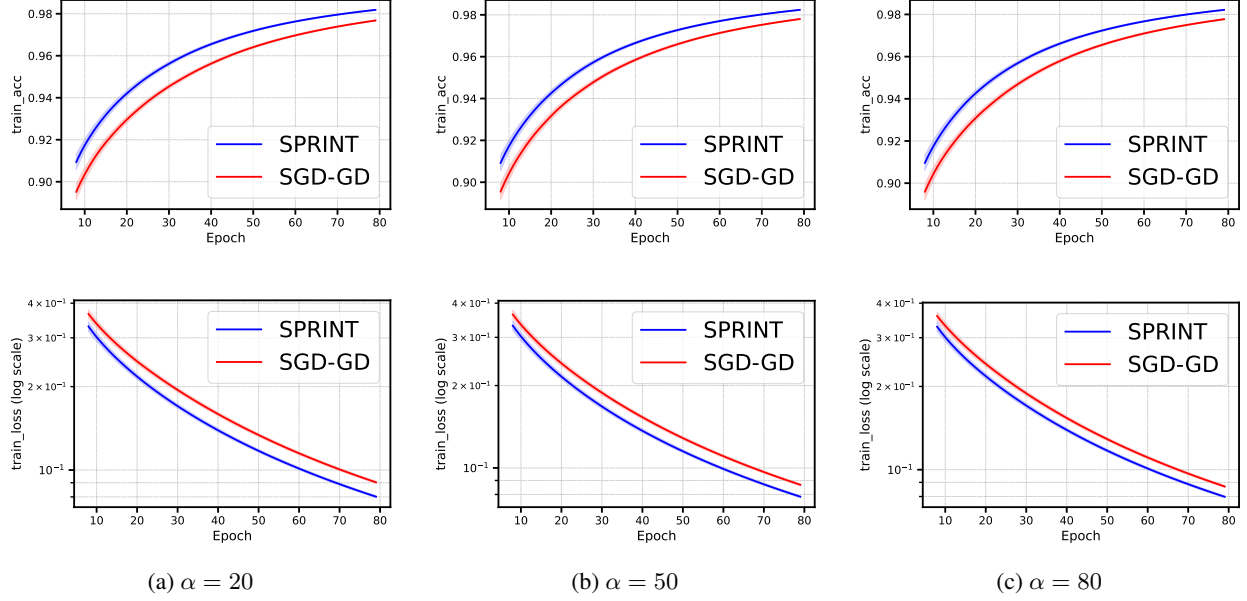 0.98
0.96
0.94
0.92
0.90
train_acc
SPRINT
SGD-GD
10 20 30 40 50 60 70 80
Epoch
0.98
0.96
0.94
0.92
0.90
train_acc
SPRINT
SGD-GD
10 20 30 40 50 60 70 80
Epoch
0.98
0.96
0.94
0.92
0.90
train_acc
SPRINT
SGD-GD
10 20 30 40 50 60 70 80
Epoch
4 × 10⁻¹
3 × 10⁻¹
2 × 10⁻¹
10⁻¹
train_loss (log scale)
SPRINT
SGD-GD
10 20 30 40 50 60 70 80
Epoch
4 × 10⁻¹
3 × 10⁻¹
2 × 10⁻¹
10⁻¹
train_loss (log scale)
SPRINT
SGD-GD
10 20 30 40 50 60 70 80
Epoch
4 × 10⁻¹
3 × 10⁻¹
2 × 10⁻¹
10⁻¹
train_loss (log scale)
SPRINT
SGD-GD
10 20 30 40 50 60 70 80
Epoch
(a) α = 20
(b) α = 50
(c) α = 80